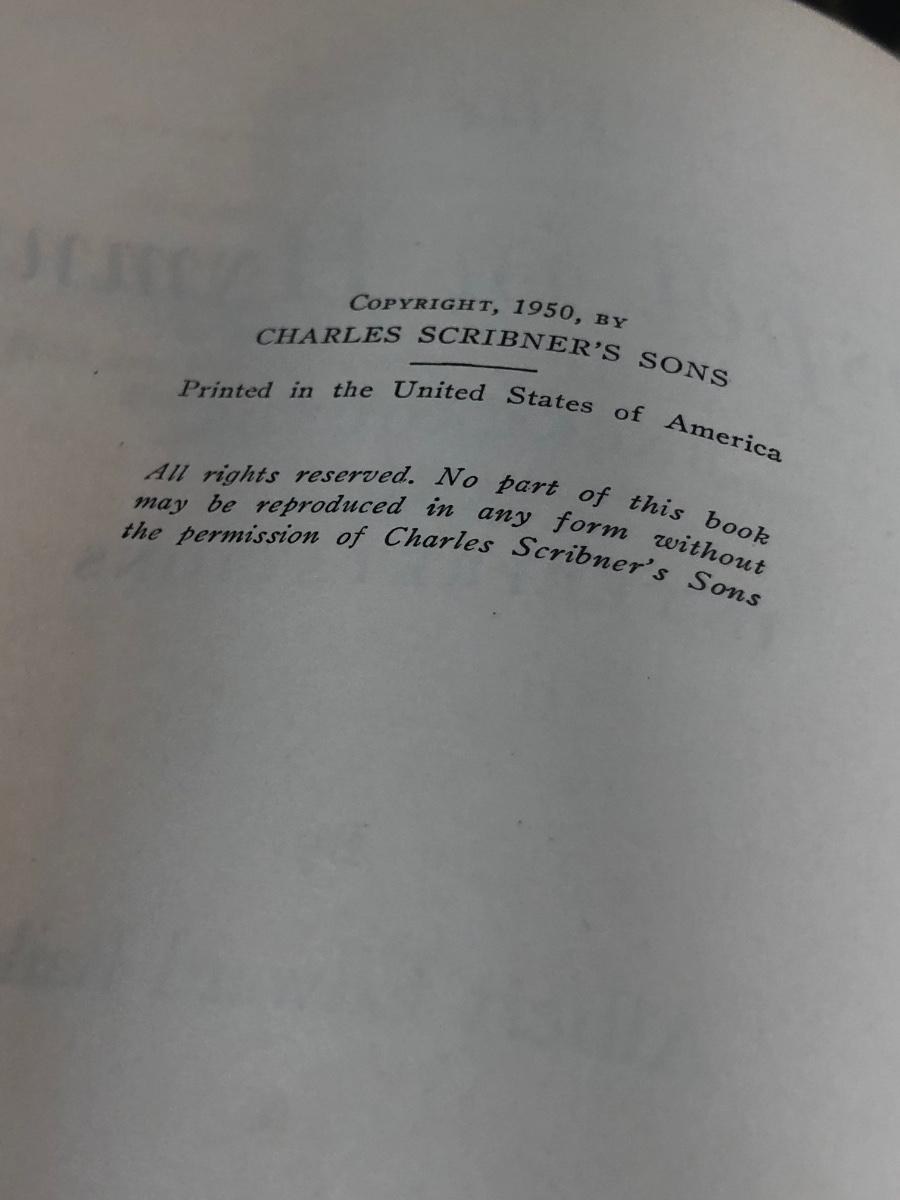 COPYRIGHT, 1950, BY
CHARLES SCRIBNER'S SONS
Printed in the United States of America
All rights reserved. No part of this book
may be reproduced in any form without
the permission of Charles Scribner's Sons